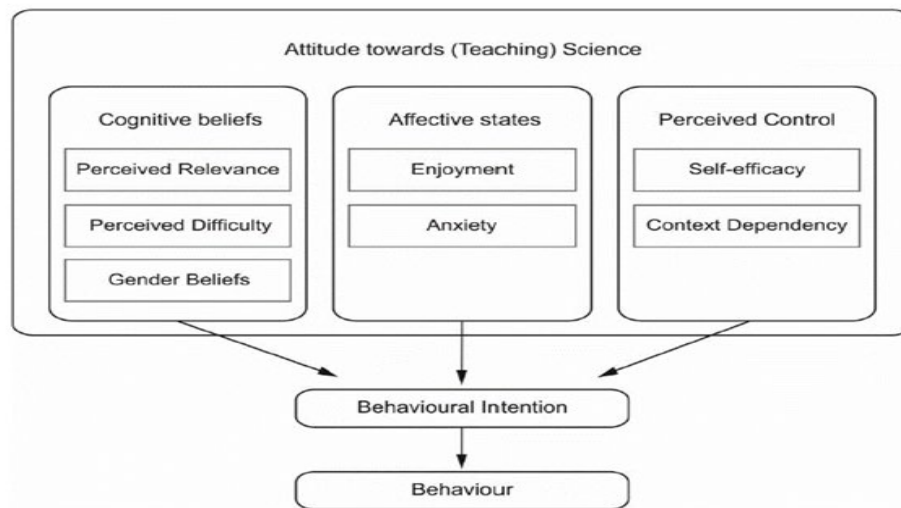 Attitude towards (Teaching) Science
Cognitive beliefs
Perceived Relevance
Perceived Difficulty
Gender Beliefs
Affective states
Enjoyment
Anxiety
Perceived Control
Self-efficacy
Context Dependency
Behavioural Intention
Behaviour